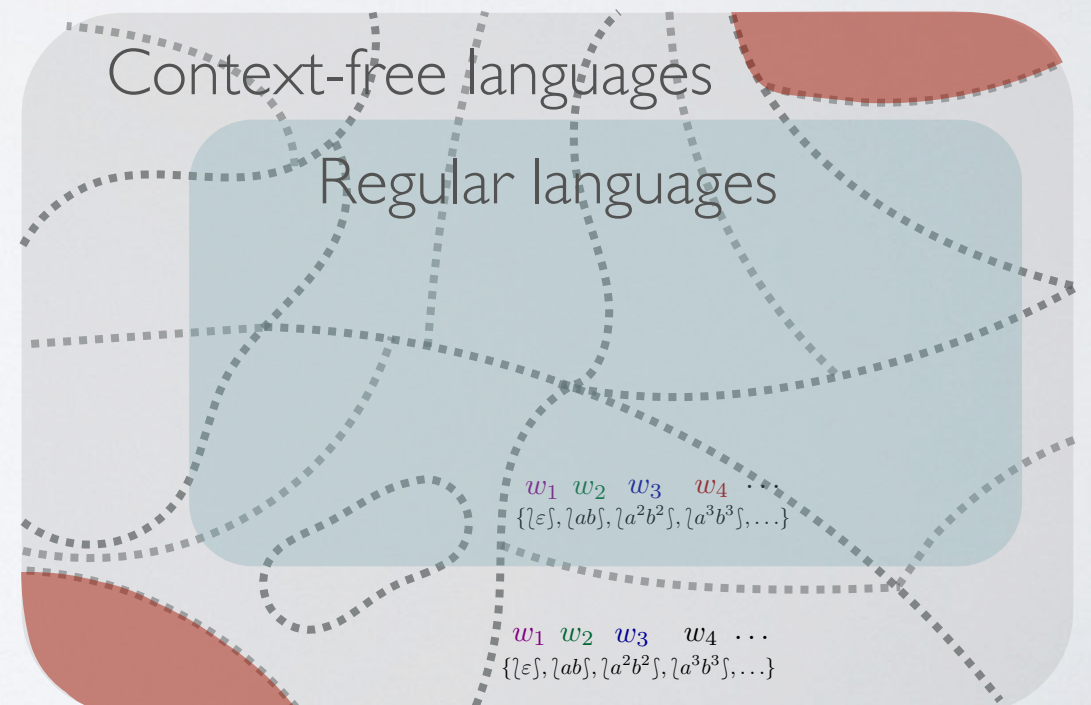 Context-free languages
Regular languages
w₁ w₂ w₃ w₄ ⋯
{≀ε∫, ≀ab∫, ≀a²b²∫, ≀a³b³∫, …}
w₁ w₂ w₃ w₄ …
{≀ε∫, ≀ab∫, ≀a²b²∫, ≀a³b³∫, …}